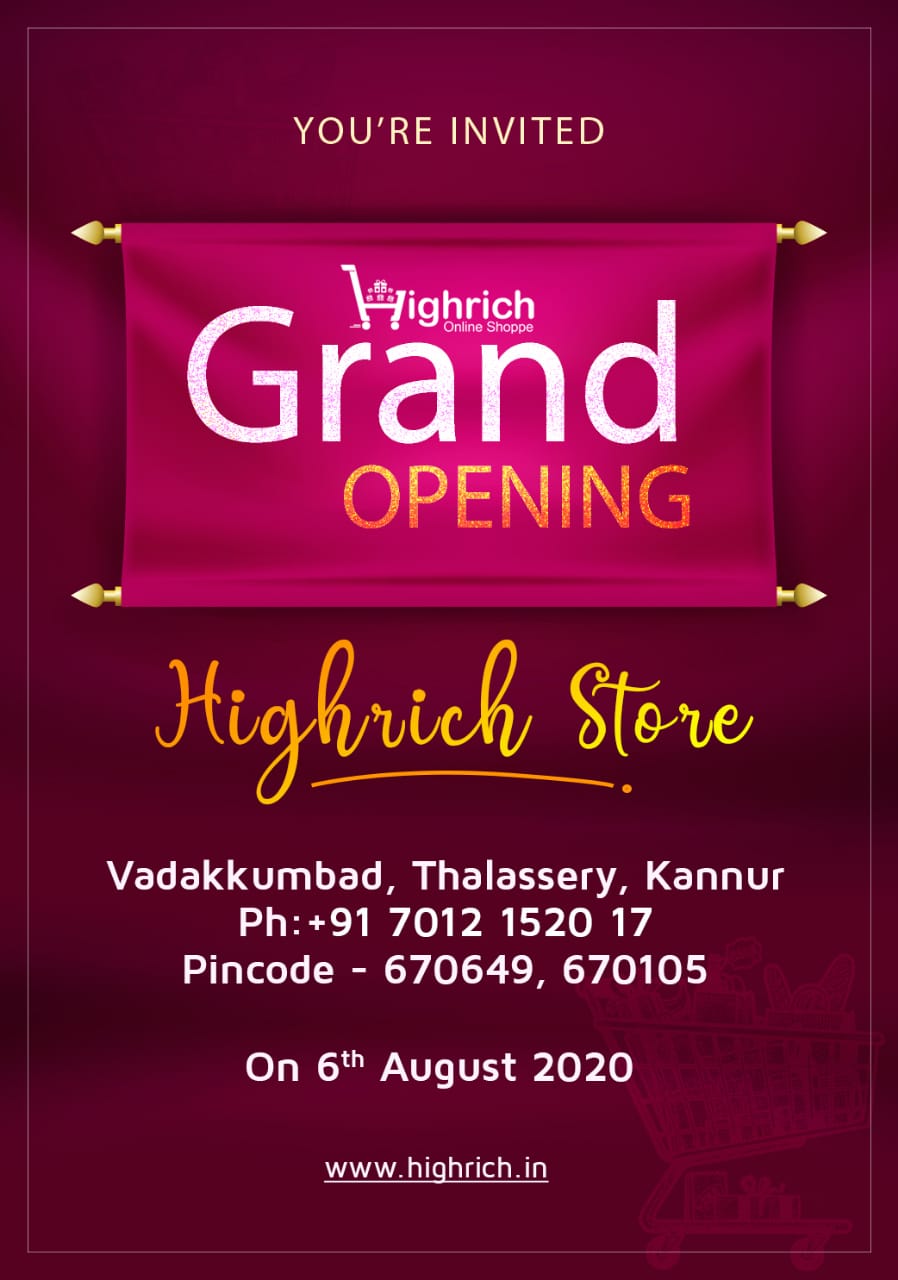 YOU'RE INVITED
Highrich
Online Shoppe
Grand
OPENING
Highrich Store
Vadakkumbad, Thalassery, Kannur
Ph:+91 7012 1520 17
Pincode - 670649, 670105
On 6th August 2020
www.highrich.in